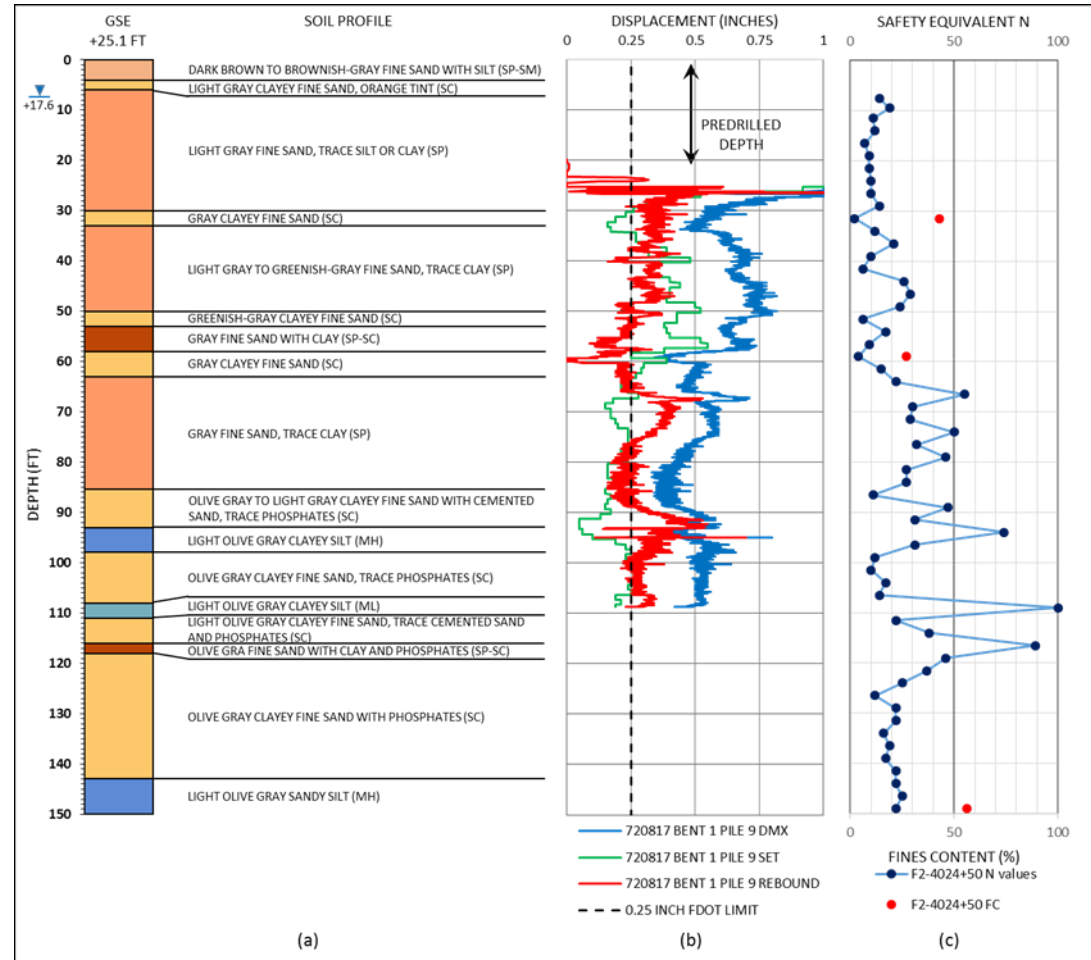 GSE
+25.1 FT
SOIL PROFILE
DISPLACEMENT (INCHES)
SAFETY EQUIVALENT N
0 0.25 0.5 0.75 1
0 50 100
DEPTH (FT)
0
10
20
30
40
50
60
70
80
90
100
110
120
130
140
150
+17.6
DARK BROWN TO BROWNISH-GRAY FINE SAND WITH SILT (SP-SM)
LIGHT GRAY CLAYEY FINE SAND, ORANGE TINT (SC)
LIGHT GRAY FINE SAND, TRACE SILT OR CLAY (SP)
GRAY CLAYEY FINE SAND (SC)
LIGHT GRAY TO GREENISH-GRAY FINE SAND, TRACE CLAY (SP)
GREENISH-GRAY CLAYEY FINE SAND (SC)
GRAY FINE SAND WITH CLAY (SP-SC)
GRAY CLAYEY FINE SAND (SC)
GRAY FINE SAND, TRACE CLAY (SP)
OLIVE GRAY TO LIGHT GRAY CLAYEY FINE SAND WITH CEMENTED
SAND, TRACE PHOSPHATES (SC)
LIGHT OLIVE GRAY CLAYEY SILT (MH)
OLIVE GRAY CLAYEY FINE SAND, TRACE PHOSPHATES (SC)
LIGHT OLIVE GRAY CLAYEY SILT (ML)
LIGHT OLIVE GRAY CLAYEY FINE SAND, TRACE CEMENTED SAND
AND PHOSPHATES (SC)
OLIVE GRA FINE SAND WITH CLAY AND PHOSPHATES (SP-SC)
OLIVE GRAY CLAYEY FINE SAND WITH PHOSPHATES (SC)
LIGHT OLIVE GRAY SANDY SILT (MH)
PREDRILLED
DEPTH
720817 BENT 1 PILE 9 DMX
720817 BENT 1 PILE 9 SET
720817 BENT 1 PILE 9 REBOUND
0.25 INCH FDOT LIMIT
0 50 100
FINES CONTENT (%)
F2-4024+50 N values
F2-4024+50 FC
(a)
(b)
(c)